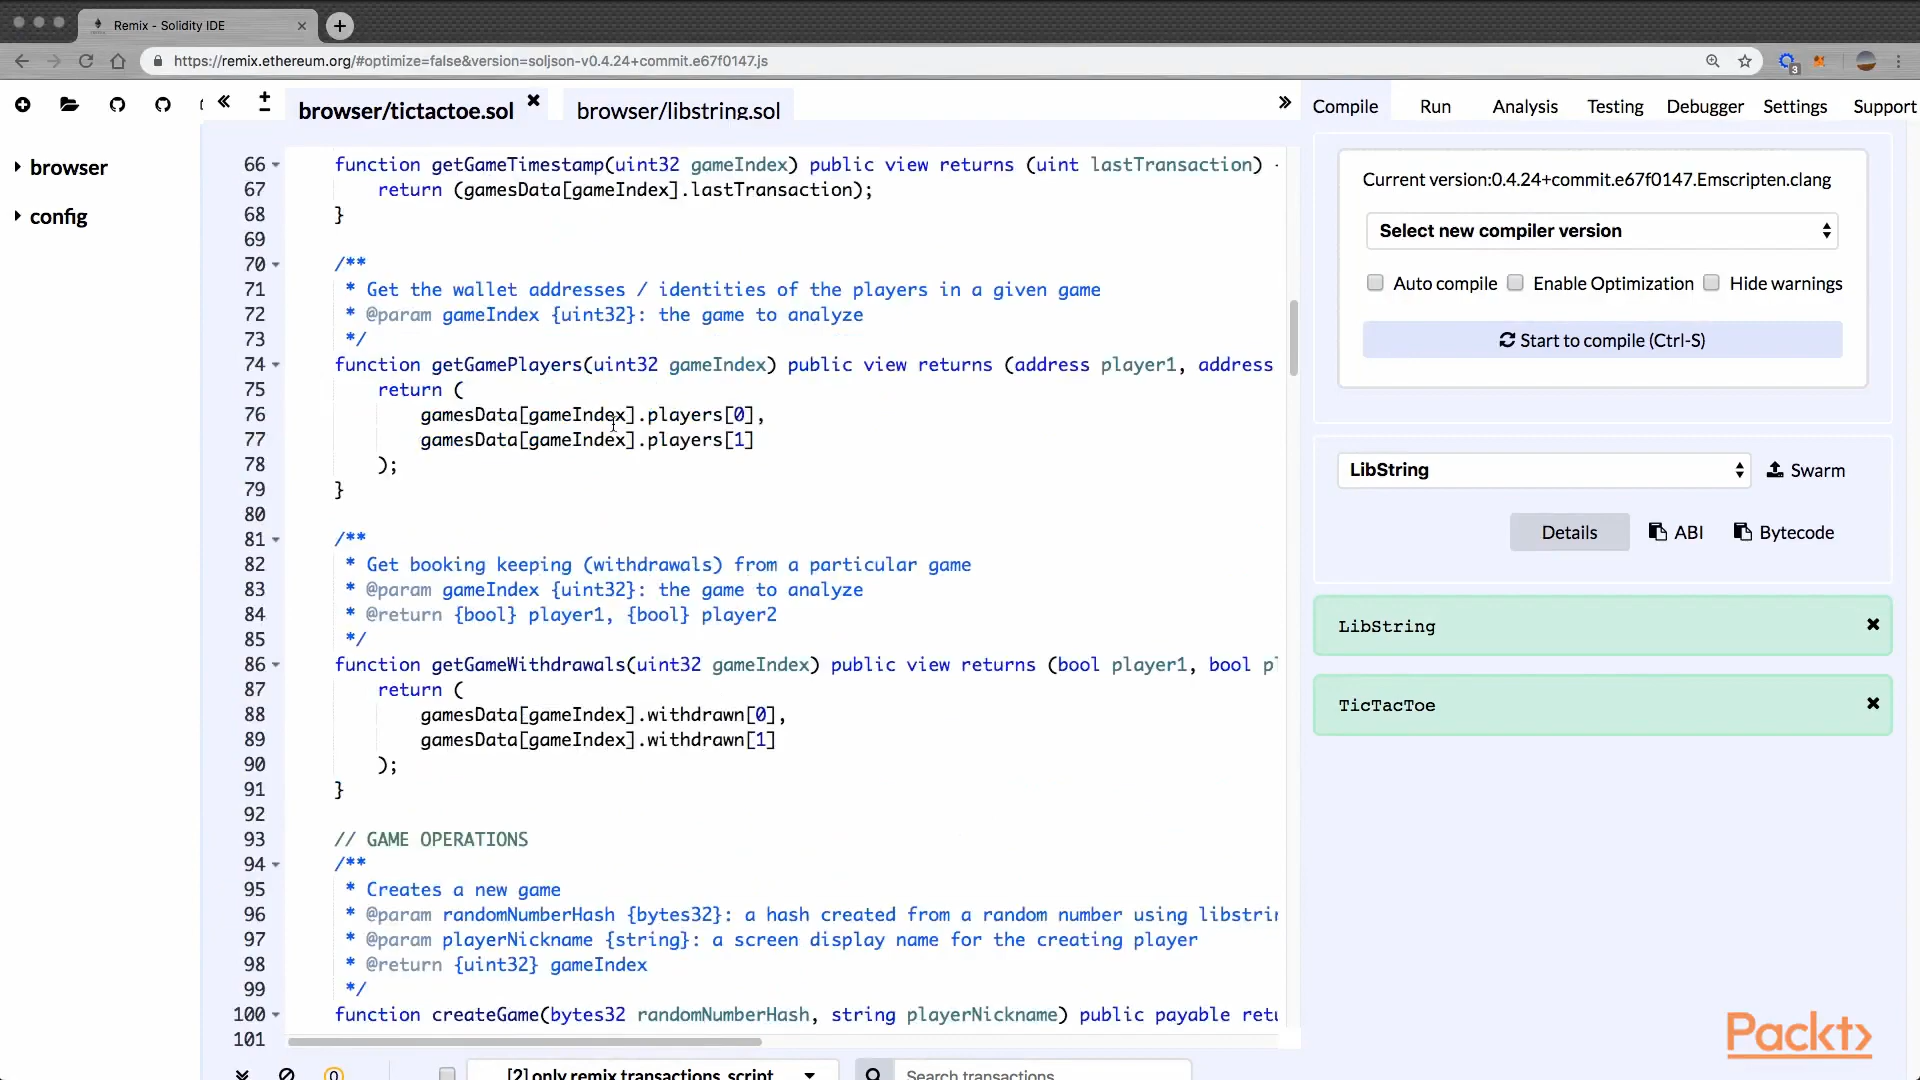 Remix - Solidity IDE
https://remix.ethereum.org/#optimize=false&version=soljson-v0.4.24+commit.e67f0147.js
3
browser/tictactoe.sol
browser/libstring.sol
Compile Run Analysis Testing Debugger Settings Support
browser
config
66 function getGameTimestamp(uint32 gameIndex) public view returns (uint lastTransaction)
67 return (gamesData[gameIndex].lastTransaction);
68 }
69
70 /**
71 * Get the wallet addresses / identities of the players in a given game
72 * @param gameIndex {uint32}: the game to analyze
73 */
74 function getGamePlayers(uint32 gameIndex) public view returns (address player1, address
75 return (
76 gamesData[gameIndex].players[0],
77 gamesData[gameIndex].players[1]
78 );
79 }
80
81 /**
82 * Get booking keeping (withdrawals) from a particular game
83 * @param gameIndex {uint32}: the game to analyze
84 * @return {bool} player1, {bool} player2
85 */
86 function getGameWithdrawals(uint32 gameIndex) public view returns (bool player1, bool
87 return (
88 gamesData[gameIndex].withdrawn[0],
89 gamesData[gameIndex].withdrawn[1]
90 );
91 }
92
93 // GAME OPERATIONS
94 /**
95 * Creates a new game
96 * @param randomNumberHash {bytes32}: a hash created from a random number using
97 * @param playerNickname {string}: a screen display name for the creating player
98 * @return {uint32} gameIndex
99 */
100 function createGame(bytes32 randomNumberHash, string playerNickname) public payable
101
Current version:0.4.24+commit.e67f0147.Emscripten.clang
Select new compiler version
Auto compile Enable Optimization Hide warnings
Start to compile (Ctrl-S)
LibString
Swarm
Details ABI Bytecode
LibString
TicTacToe
0
[2] only remix transactions, script
Search transactions
Packt>